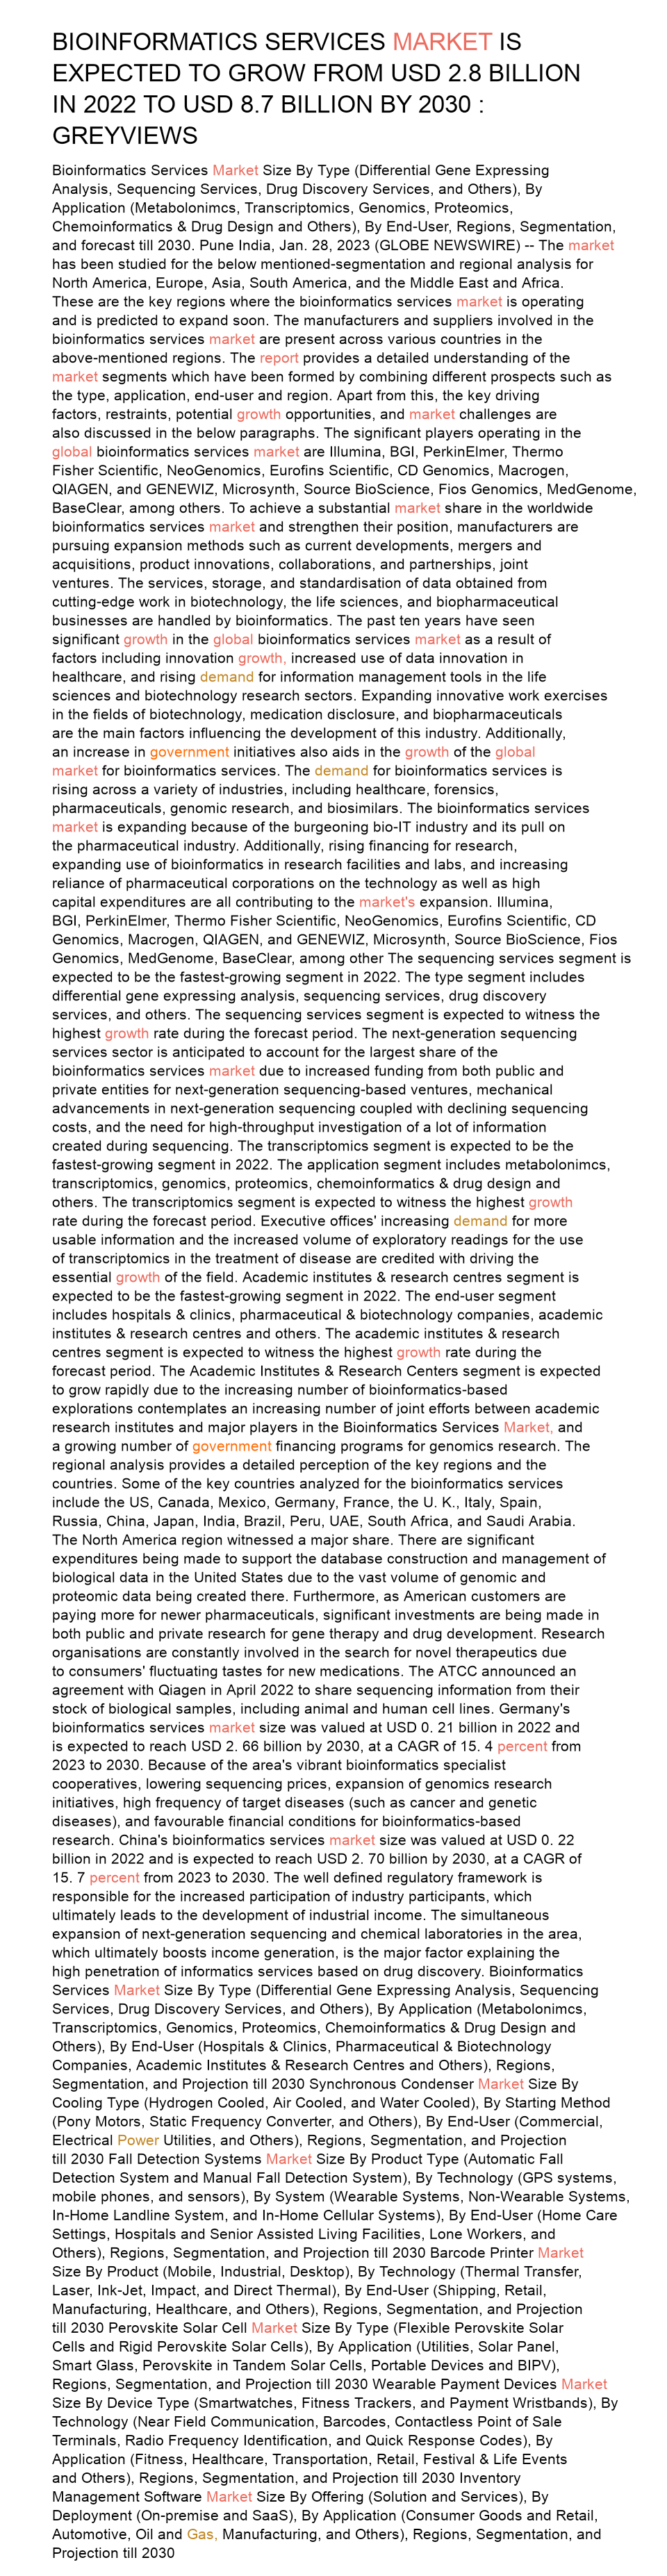 BIOINFORMATICS SERVICES MARKET IS
EXPECTED TO GROW FROM USD 2.8 BILLION
IN 2022 TO USD 8.7 BILLION BY 2030 :
GREYVIEWS
Bioinformatics Services Market Size By Type (Differential Gene Expressing
Analysis, Sequencing Services, Drug Discovery Services, and Others), By
Application (Metabolonimcs, Transcriptomics, Genomics, Proteomics,
Chemoinformatics & Drug Design and Others), By End-User, Regions, Segmentation,
and forecast till 2030. Pune India, Jan. 28, 2023 (GLOBE NEWSWIRE) -- The market
has been studied for the below mentioned-segmentation and regional analysis for
North America, Europe, Asia, South America, and the Middle East and Africa.
These are the key regions where the bioinformatics services market is operating
and is predicted to expand soon. The manufacturers and suppliers involved in the
bioinformatics services market are present across various countries in the
above-mentioned regions. The report provides a detailed understanding of the
market segments which have been formed by combining different prospects such as
the type, application, end-user and region. Apart from this, the key driving
factors, restraints, potential growth opportunities, and market challenges are
also discussed in the below paragraphs. The significant players operating in the
global bioinformatics services market are Illumina, BGI, PerkinElmer, Thermo
Fisher Scientific, NeoGenomics, Eurofins Scientific, CD Genomics, Macrogen,
QIAGEN, and GENEWIZ, Microsynth, Source BioScience, Fios Genomics, MedGenome,
BaseClear, among others. To achieve a substantial market share in the worldwide
bioinformatics services market and strengthen their position, manufacturers are
pursuing expansion methods such as current developments, mergers and
acquisitions, product innovations, collaborations, and partnerships, joint
ventures. The services, storage, and standardisation of data obtained from
cutting-edge work in biotechnology, the life sciences, and biopharmaceutical
businesses are handled by bioinformatics. The past ten years have seen
significant growth in the global bioinformatics services market as a result of
factors including innovation growth, increased use of data innovation in
healthcare, and rising demand for information management tools in the life
sciences and biotechnology research sectors. Expanding innovative work exercises
in the fields of biotechnology, medication disclosure, and biopharmaceuticals
are the main factors influencing the development of this industry. Additionally,
an increase in government initiatives also aids in the growth of the global
market for bioinformatics services. The demand for bioinformatics services is
rising across a variety of industries, including healthcare, forensics,
pharmaceuticals, genomic research, and biosimilars. The bioinformatics services
market is expanding because of the burgeoning bio-IT industry and its pull on
the pharmaceutical industry. Additionally, rising financing for research,
expanding use of bioinformatics in research facilities and labs, and increasing
reliance of pharmaceutical corporations on the technology as well as high
capital expenditures are all contributing to the market's expansion. Illumina,
BGI, PerkinElmer, Thermo Fisher Scientific, NeoGenomics, Eurofins Scientific, CD
Genomics, Macrogen, QIAGEN, and GENEWIZ, Microsynth, Source BioScience, Fios
Genomics, MedGenome, BaseClear, among other The sequencing services segment is
expected to be the fastest-growing segment in 2022. The type segment includes
differential gene expressing analysis, sequencing services, drug discovery
services, and others. The sequencing services segment is expected to witness the
highest growth rate during the forecast period. The next-generation sequencing
services sector is anticipated to account for the largest share of the
bioinformatics services market due to increased funding from both public and
private entities for next-generation sequencing-based ventures, mechanical
advancements in next-generation sequencing coupled with declining sequencing
costs, and the need for high-throughput investigation of a lot of information
created during sequencing. The transcriptomics segment is expected to be the
fastest-growing segment in 2022. The application segment includes metabolonimcs,
transcriptomics, genomics, proteomics, chemoinformatics & drug design and
others. The transcriptomics segment is expected to witness the highest growth
rate during the forecast period. Executive offices' increasing demand for more
usable information and the increased volume of exploratory readings for the use
of transcriptomics in the treatment of disease are credited with driving the
essential growth of the field. Academic institutes & research centres segment is
expected to be the fastest-growing segment in 2022. The end-user segment
includes hospitals & clinics, pharmaceutical & biotechnology companies, academic
institutes & research centres and others. The academic institutes & research
centres segment is expected to witness the highest growth rate during the
forecast period. The Academic Institutes & Research Centers segment is expected
to grow rapidly due to the increasing number of bioinformatics-based
explorations contemplates an increasing number of joint efforts between academic
research institutes and major players in the Bioinformatics Services Market, and
a growing number of government financing programs for genomics research. The
regional analysis provides a detailed perception of the key regions and the
countries. Some of the key countries analyzed for the bioinformatics services
include the US, Canada, Mexico, Germany, France, the U. K., Italy, Spain,
Russia, China, Japan, India, Brazil, Peru, UAE, South Africa, and Saudi Arabia.
The North America region witnessed a major share. There are significant
expenditures being made to support the database construction and management of
biological data in the United States due to the vast volume of genomic and
proteomic data being created there. Furthermore, as American customers are
paying more for newer pharmaceuticals, significant investments are being made in
both public and private research for gene therapy and drug development. Research
organisations are constantly involved in the search for novel therapeutics due
to consumers' fluctuating tastes for new medications. The ATCC announced an
agreement with Qiagen in April 2022 to share sequencing information from their
stock of biological samples, including animal and human cell lines. Germany's
bioinformatics services market size was valued at USD 0. 21 billion in 2022 and
is expected to reach USD 2. 66 billion by 2030, at a CAGR of 15. 4 percent from
2023 to 2030. Because of the area's vibrant bioinformatics specialist
cooperatives, lowering sequencing prices, expansion of genomics research
initiatives, high frequency of target diseases (such as cancer and genetic
diseases), and favourable financial conditions for bioinformatics-based
research. China's bioinformatics services market size was valued at USD 0. 22
billion in 2022 and is expected to reach USD 2. 70 billion by 2030, at a CAGR of
15. 7 percent from 2023 to 2030. The well defined regulatory framework is
responsible for the increased participation of industry participants, which
ultimately leads to the development of industrial income. The simultaneous
expansion of next-generation sequencing and chemical laboratories in the area,
which ultimately boosts income generation, is the major factor explaining the
high penetration of informatics services based on drug discovery. Bioinformatics
Services Market Size By Type (Differential Gene Expressing Analysis, Sequencing
Services, Drug Discovery Services, and Others), By Application (Metabolonimcs,
Transcriptomics, Genomics, Proteomics, Chemoinformatics & Drug Design and
Others), By End-User (Hospitals & Clinics, Pharmaceutical & Biotechnology
Companies, Academic Institutes & Research Centres and Others), Regions,
Segmentation, and Projection till 2030 Synchronous Condenser Market Size By
Cooling Type (Hydrogen Cooled, Air Cooled, and Water Cooled), By Starting Method
(Pony Motors, Static Frequency Converter, and Others), By End-User (Commercial,
Electrical Power Utilities, and Others), Regions, Segmentation, and Projection
till 2030 Fall Detection Systems Market Size By Product Type (Automatic Fall
Detection System and Manual Fall Detection System), By Technology (GPS systems,
mobile phones, and sensors), By System (Wearable Systems, Non-Wearable Systems,
In-Home Landline System, and In-Home Cellular Systems), By End-User (Home Care
Settings, Hospitals and Senior Assisted Living Facilities, Lone Workers, and
Others), Regions, Segmentation, and Projection till 2030 Barcode Printer Market
Size By Product (Mobile, Industrial, Desktop), By Technology (Thermal Transfer,
Laser, Ink-Jet, Impact, and Direct Thermal), By End-User (Shipping, Retail,
Manufacturing, Healthcare, and Others), Regions, Segmentation, and Projection
till 2030 Perovskite Solar Cell Market Size By Type (Flexible Perovskite Solar
Cells and Rigid Perovskite Solar Cells), By Application (Utilities, Solar Panel,
Smart Glass, Perovskite in Tandem Solar Cells, Portable Devices and BIPV),
Regions, Segmentation, and Projection till 2030 Wearable Payment Devices Market
Size By Device Type (Smartwatches, Fitness Trackers, and Payment Wristbands), By
Technology (Near Field Communication, Barcodes, Contactless Point of Sale
Terminals, Radio Frequency Identification, and Quick Response Codes), By
Application (Fitness, Healthcare, Transportation, Retail, Festival & Life Events
and Others), Regions, Segmentation, and Projection till 2030 Inventory
Management Software Market Size By Offering (Solution and Services), By
Deployment (On-premise and SaaS), By Application (Consumer Goods and Retail,
Automotive, Oil and Gas, Manufacturing, and Others), Regions, Segmentation, and
Projection till 2030